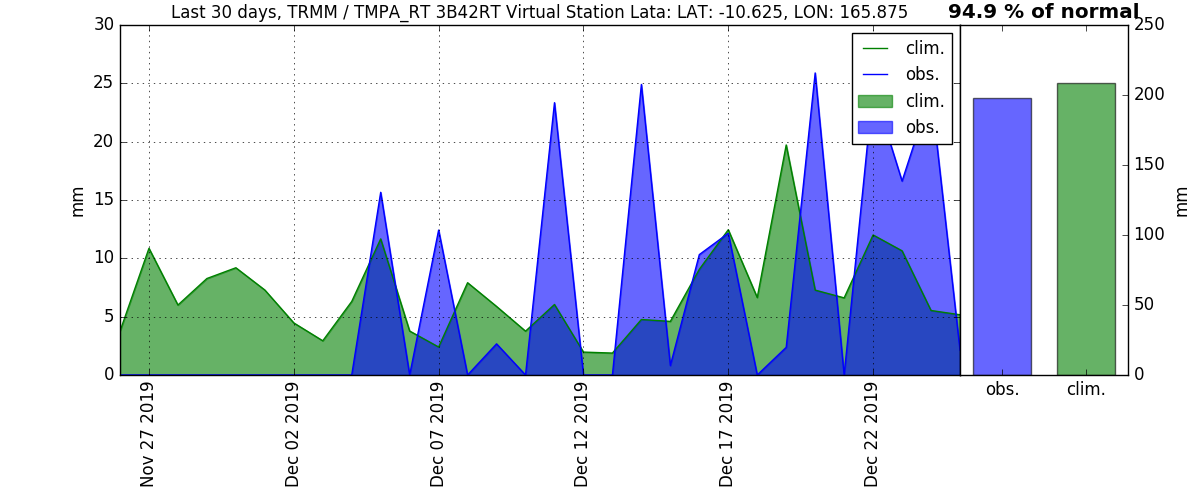 Last 30 days, TRMM / TMPA_RT 3B42RT Virtual Station Lata: LAT: -10.625, LON: 165.875
94.9 % of normal
30
25
20
15
10
5
0
mm
clim.
obs.
clim.
obs.
250
200
150
100
50
0
mm
Nov 27 2019
Dec 02 2019
Dec 07 2019
Dec 12 2019
Dec 17 2019
Dec 22 2019
obs.
clim.